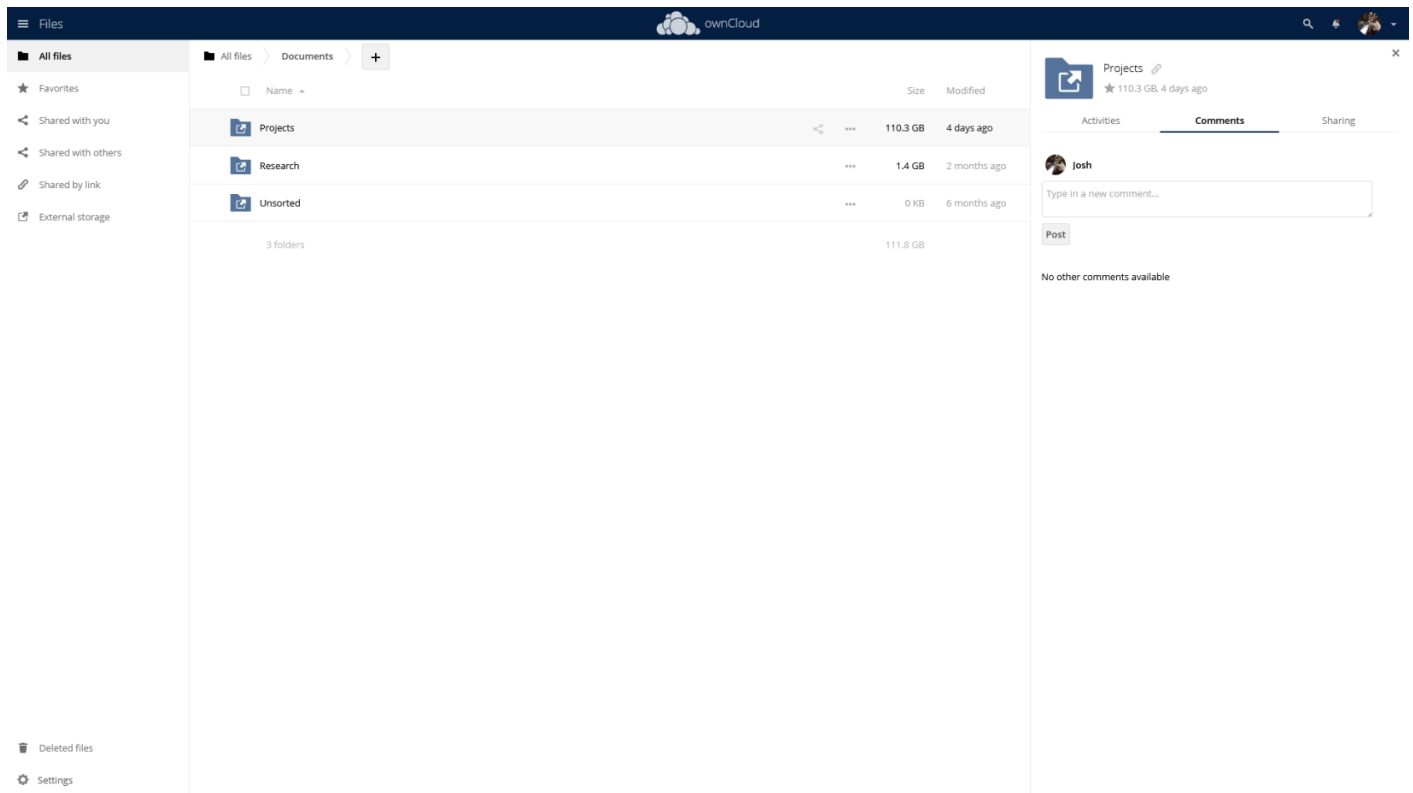 Files
ownCloud
All files
Favorites
Shared with you
Shared with others
Shared by link
External storage
Deleted files
Settings
All files Documents +
Name Size Modified
Projects 110.3 GB 4 days ago
Research 1.4 GB 2 months ago
Unsorted 0 KB 6 months ago
3 folders 111.8 GB
Projects
110.3 GB, 4 days ago
Activities Comments Sharing
Josh
Type in a new comment...
Post
No other comments available